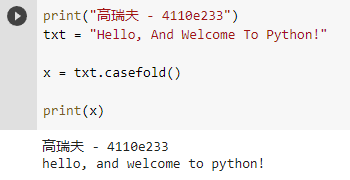 print("高瑞夫 - 4110e233")
txt = "Hello, And Welcome To Python!"
x = txt.casefold()
print(x)
高瑞夫 - 4110e233
hello, and welcome to python!